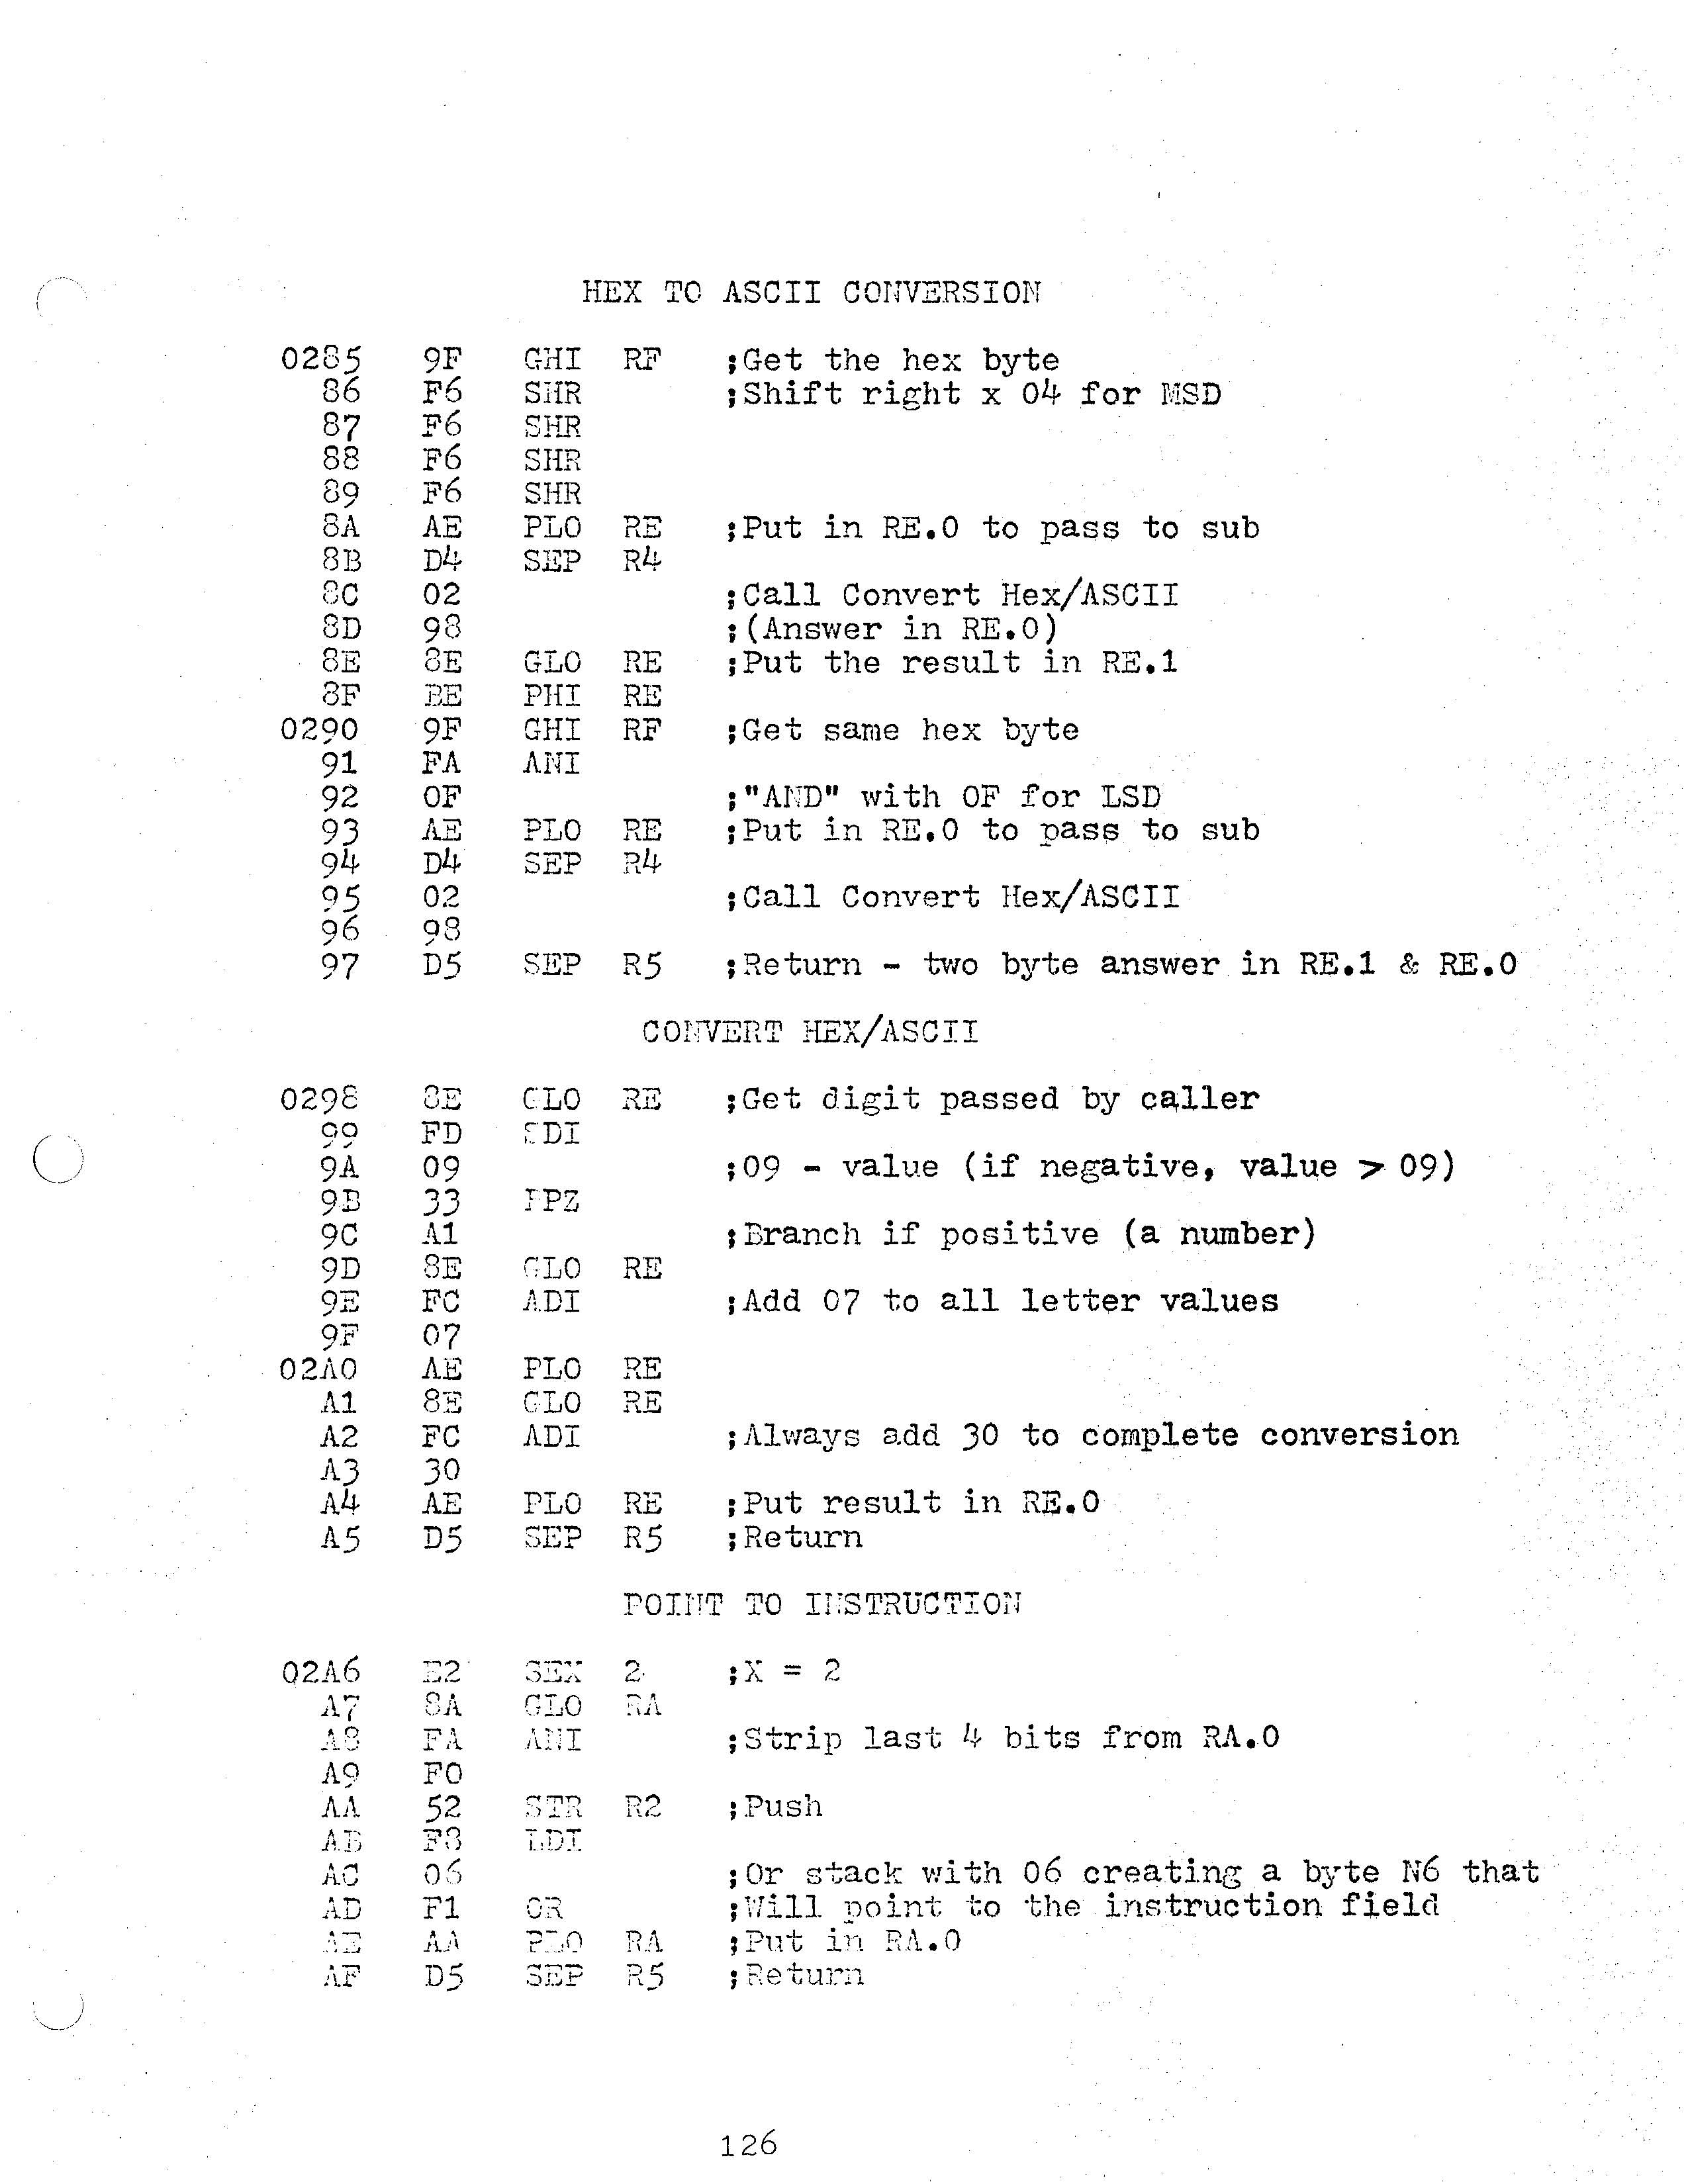 HEX TO ASCII CONVERSION
0285 9F GHI RF ;Get the hex byte
86 F6 SHR ;Shift right x 04 for MSD
87 F6 SHR
88 F6 SHR
89 F6 SHR
8A AE PLO RE ;Put in RE.0 to pass to sub
8B D4 SEP R4
8C 02 ;Call Convert Hex/ASCII
8D 98 ;(Answer in RE.0)
8E 8E GLO RE ;Put the result in RE.1
8F BE PHI RE
0290 9F GHI RF ;Get same hex byte
91 FA ANI
92 0F ;"AND" with 0F for LSD
93 AE PLO RE ;Put in RE.0 to pass to sub
94 D4 SEP R4
95 02 ;Call Convert Hex/ASCII
96 98
97 D5 SEP R5 ;Return - two byte answer in RE.1 & RE.0
CONVERT HEX/ASCII
0298 8E GLO RE ;Get digit passed by caller
99 FD SDI
9A 09 ;09 - value (if negative, value > 09)
9B 33 BPZ
9C A1 ;Branch if positive (a number)
9D 8E GLO RE
9E FC ADI ;Add 07 to all letter values
9F 07
02A0 AE PLO RE
A1 8E GLO RE
A2 FC ADI ;Always add 30 to complete conversion
A3 30
A4 AE PLO RE ;Put result in RE.0
A5 D5 SEP R5 ;Return
POINT TO INSTRUCTION
02A6 E2 SEX 2 ;X = 2
A7 8A GLO RA
A8 FA ANI ;Strip last 4 bits from RA.0
A9 F0
AA 52 STR R2 ;Push
AB F8 LDI
AC 06 ;Or stack with 06 creating a byte N6 that
AD F1 OR ;Will point to the instruction field
AE AA PLO RA ;Put in RA.0
AF D5 SEP R5 ;Return
126